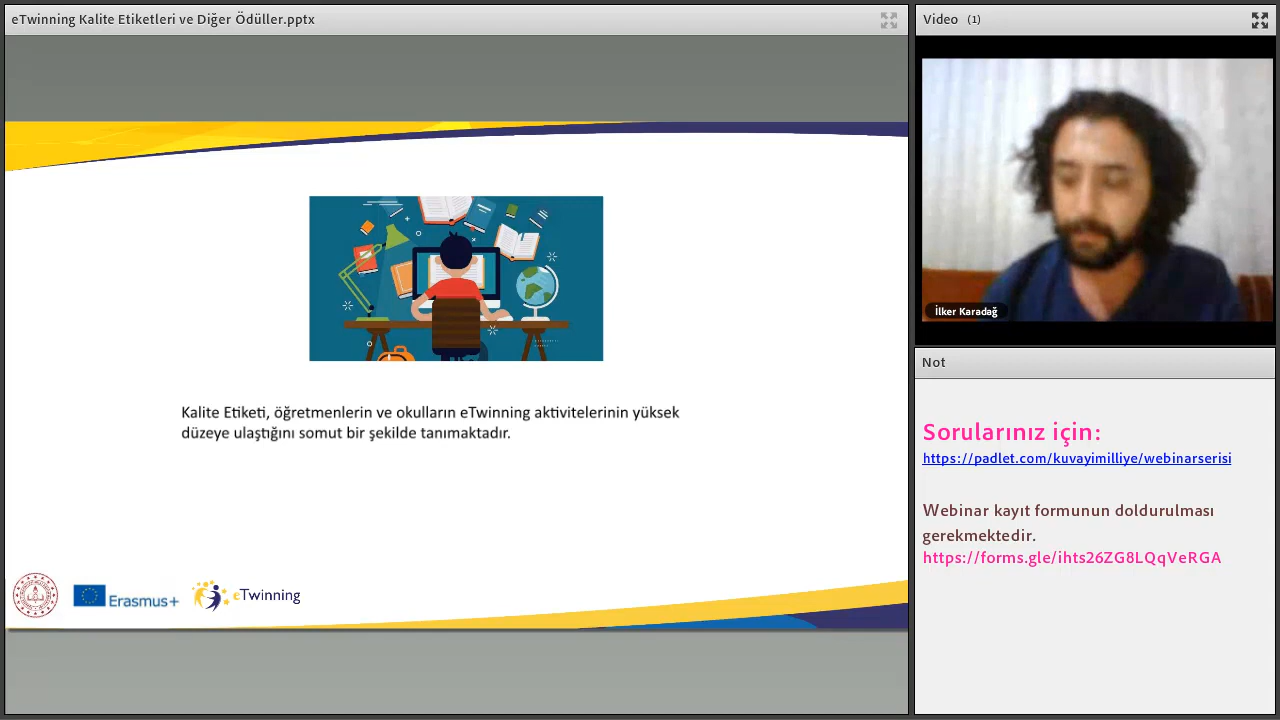 eTwinning Kalite Etiketleri ve Diğer Ödüller.pptx
Kalite Etiketi, öğretmenlerin ve okulların eTwinning aktivitelerinin yüksek
düzeye ulaştığını somut bir şekilde tanımaktadır.
Erasmus+
eTwinning
Video (1)
İlker Karadağ
Not
Sorularınız için:
https://padlet.com/kuvayimilliye/webinarserisi
Webinar kayıt formunun doldurulması
gerekmektedir.
https://forms.gle/ihts26ZG8LQqVeRGA